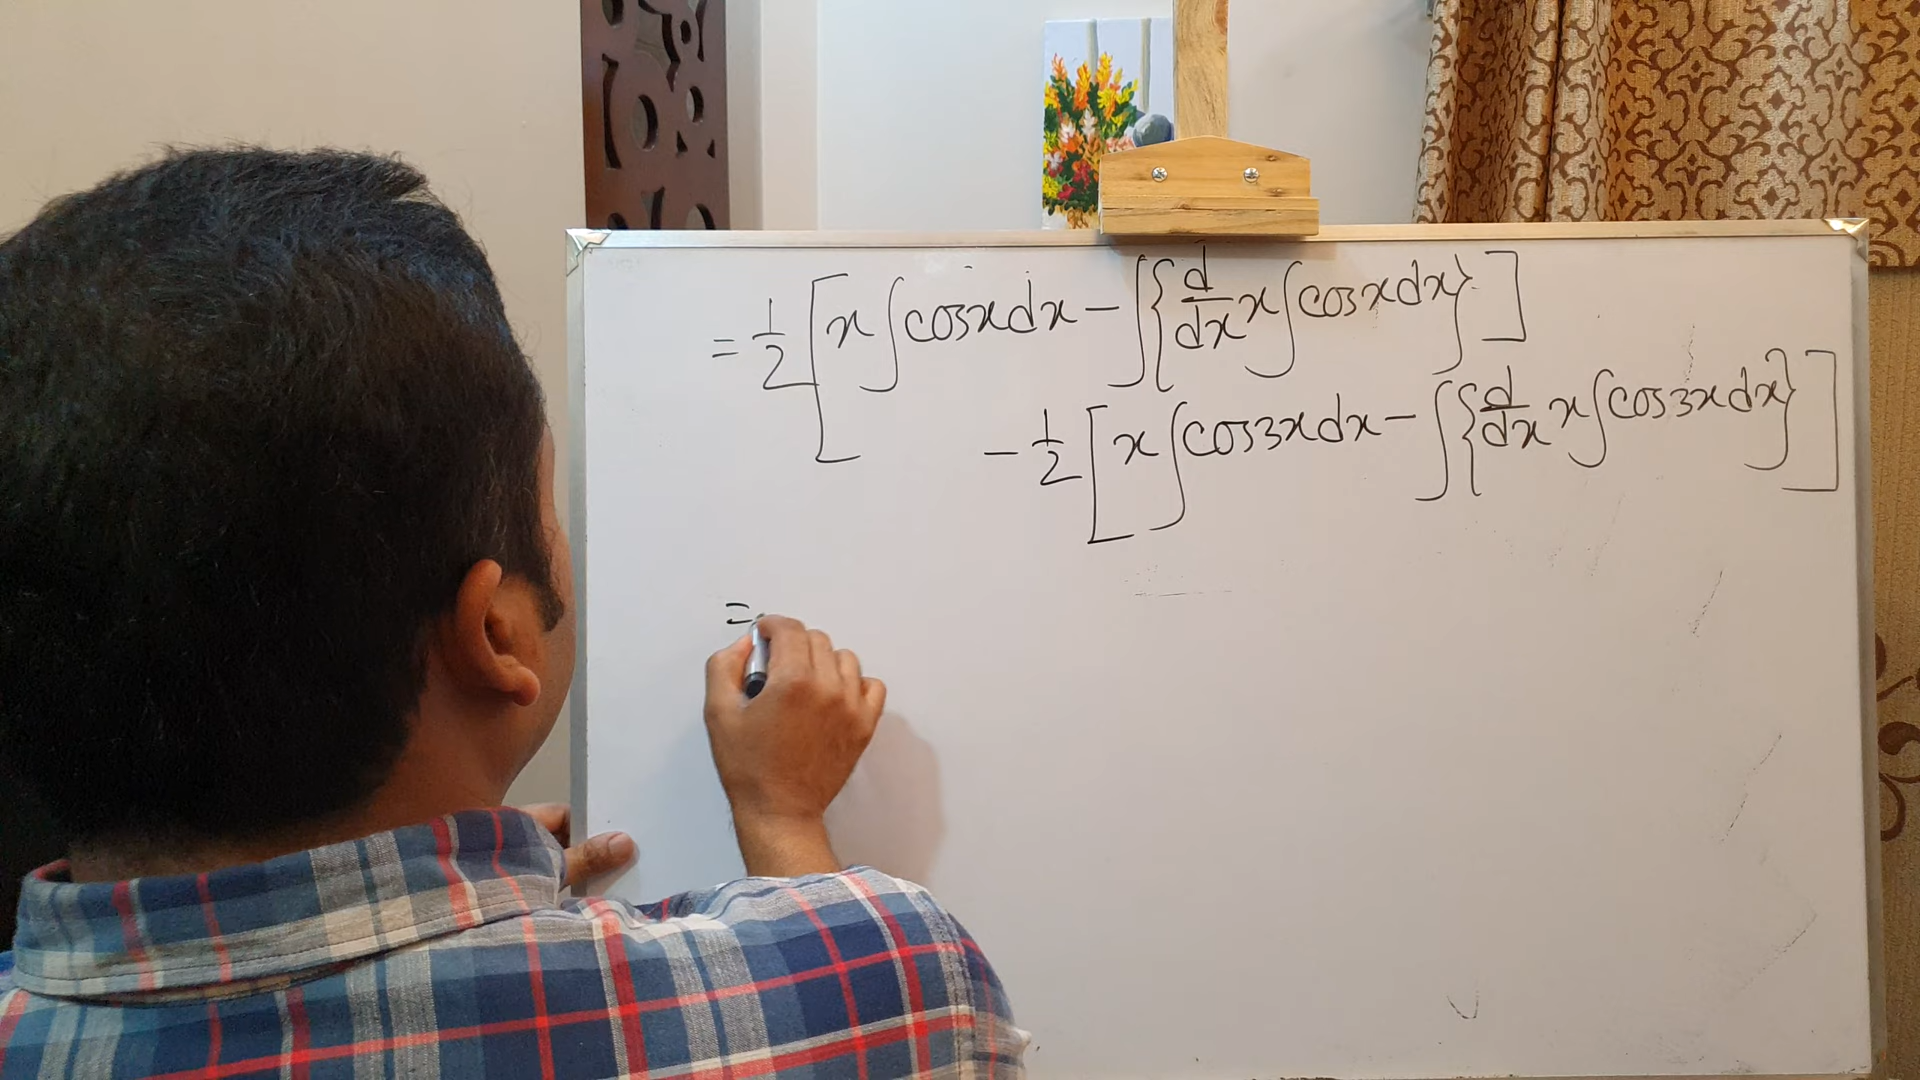 = 1/2 [ x ∫ cosx dx - ∫ { d/dx x ∫ cosx dx } ]
- 1/2 [ x ∫ cos3x dx - ∫ { d/dx x ∫ cos3x dx } ]
=